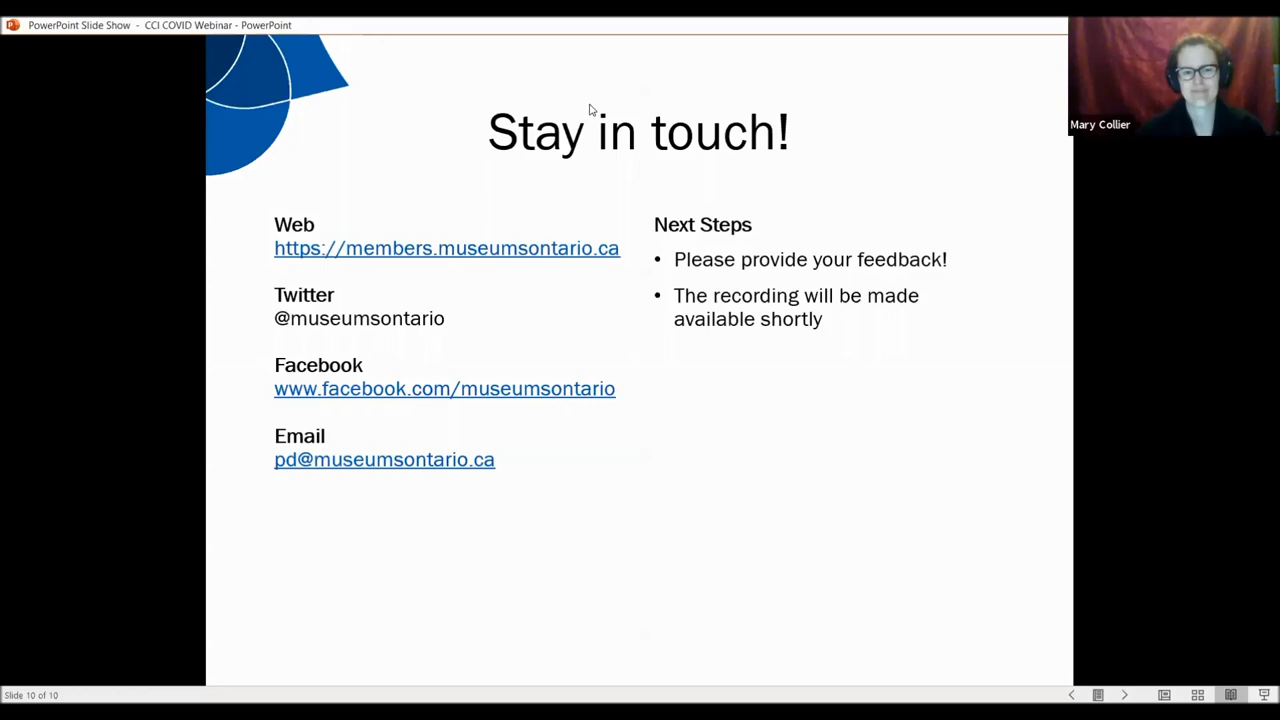 PowerPoint Slide Show - CCI COVID Webinar - PowerPoint
Mary Collier
Stay in touch!
Web
https://members.museumsontario.ca
Twitter
@museumsontario
Facebook
www.facebook.com/museumsontario
Email
pd@museumsontario.ca
Next Steps
• Please provide your feedback!
• The recording will be made
available shortly
Slide 10 of 10